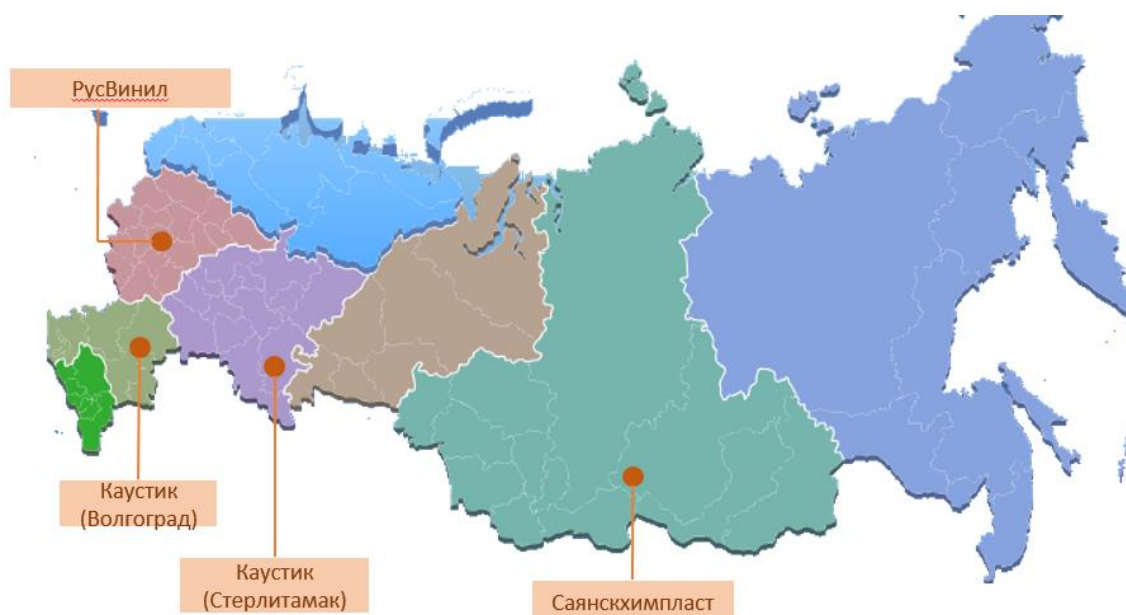 РусВинил
Каустик
(Волгоград)
Каустик
(Стерлитамак)
Саянскхимпласт